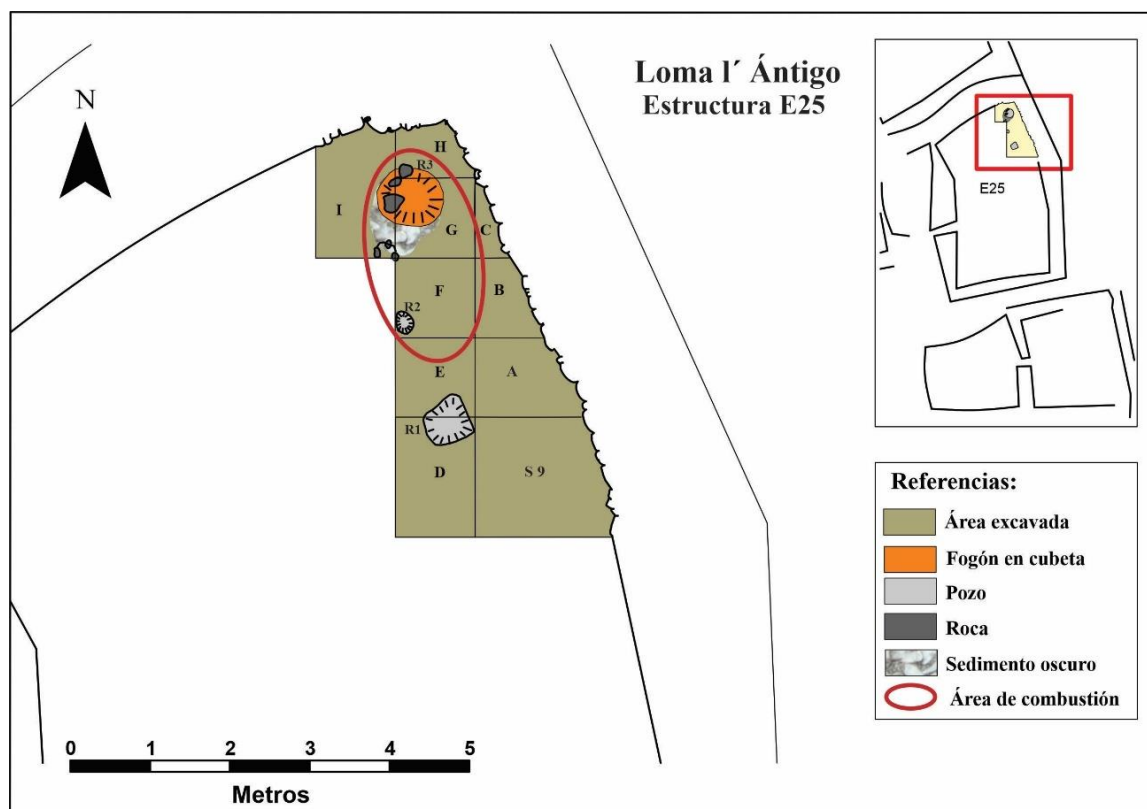 Loma l´ Ántigo
Estructura E25
N
H
R3
I
G
C
F
B
R2
E
A
R1
D
S 9
0 1 2 3 4 5
Metros
E25
Referencias:
Área excavada
Fogón en cubeta
Pozo
Roca
Sedimento oscuro
Área de combustión